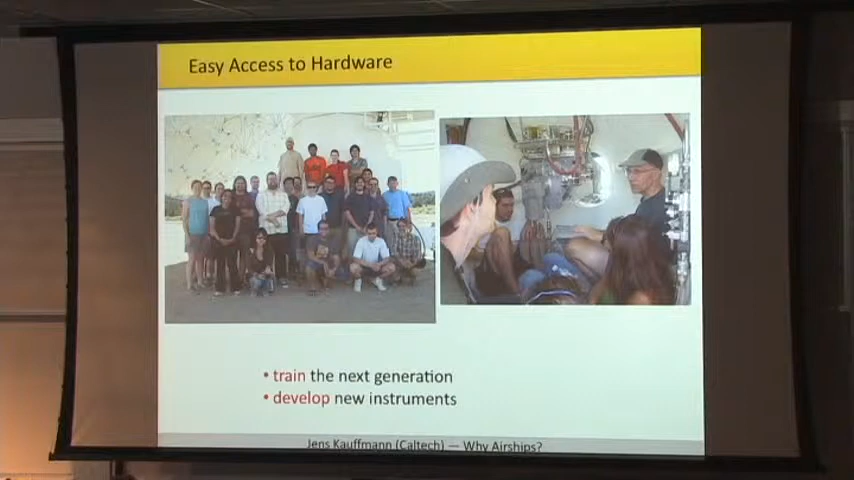 Easy Access to Hardware
• train the next generation
• develop new instruments
Jens Kauffmann (Caltech) — Why Airships?